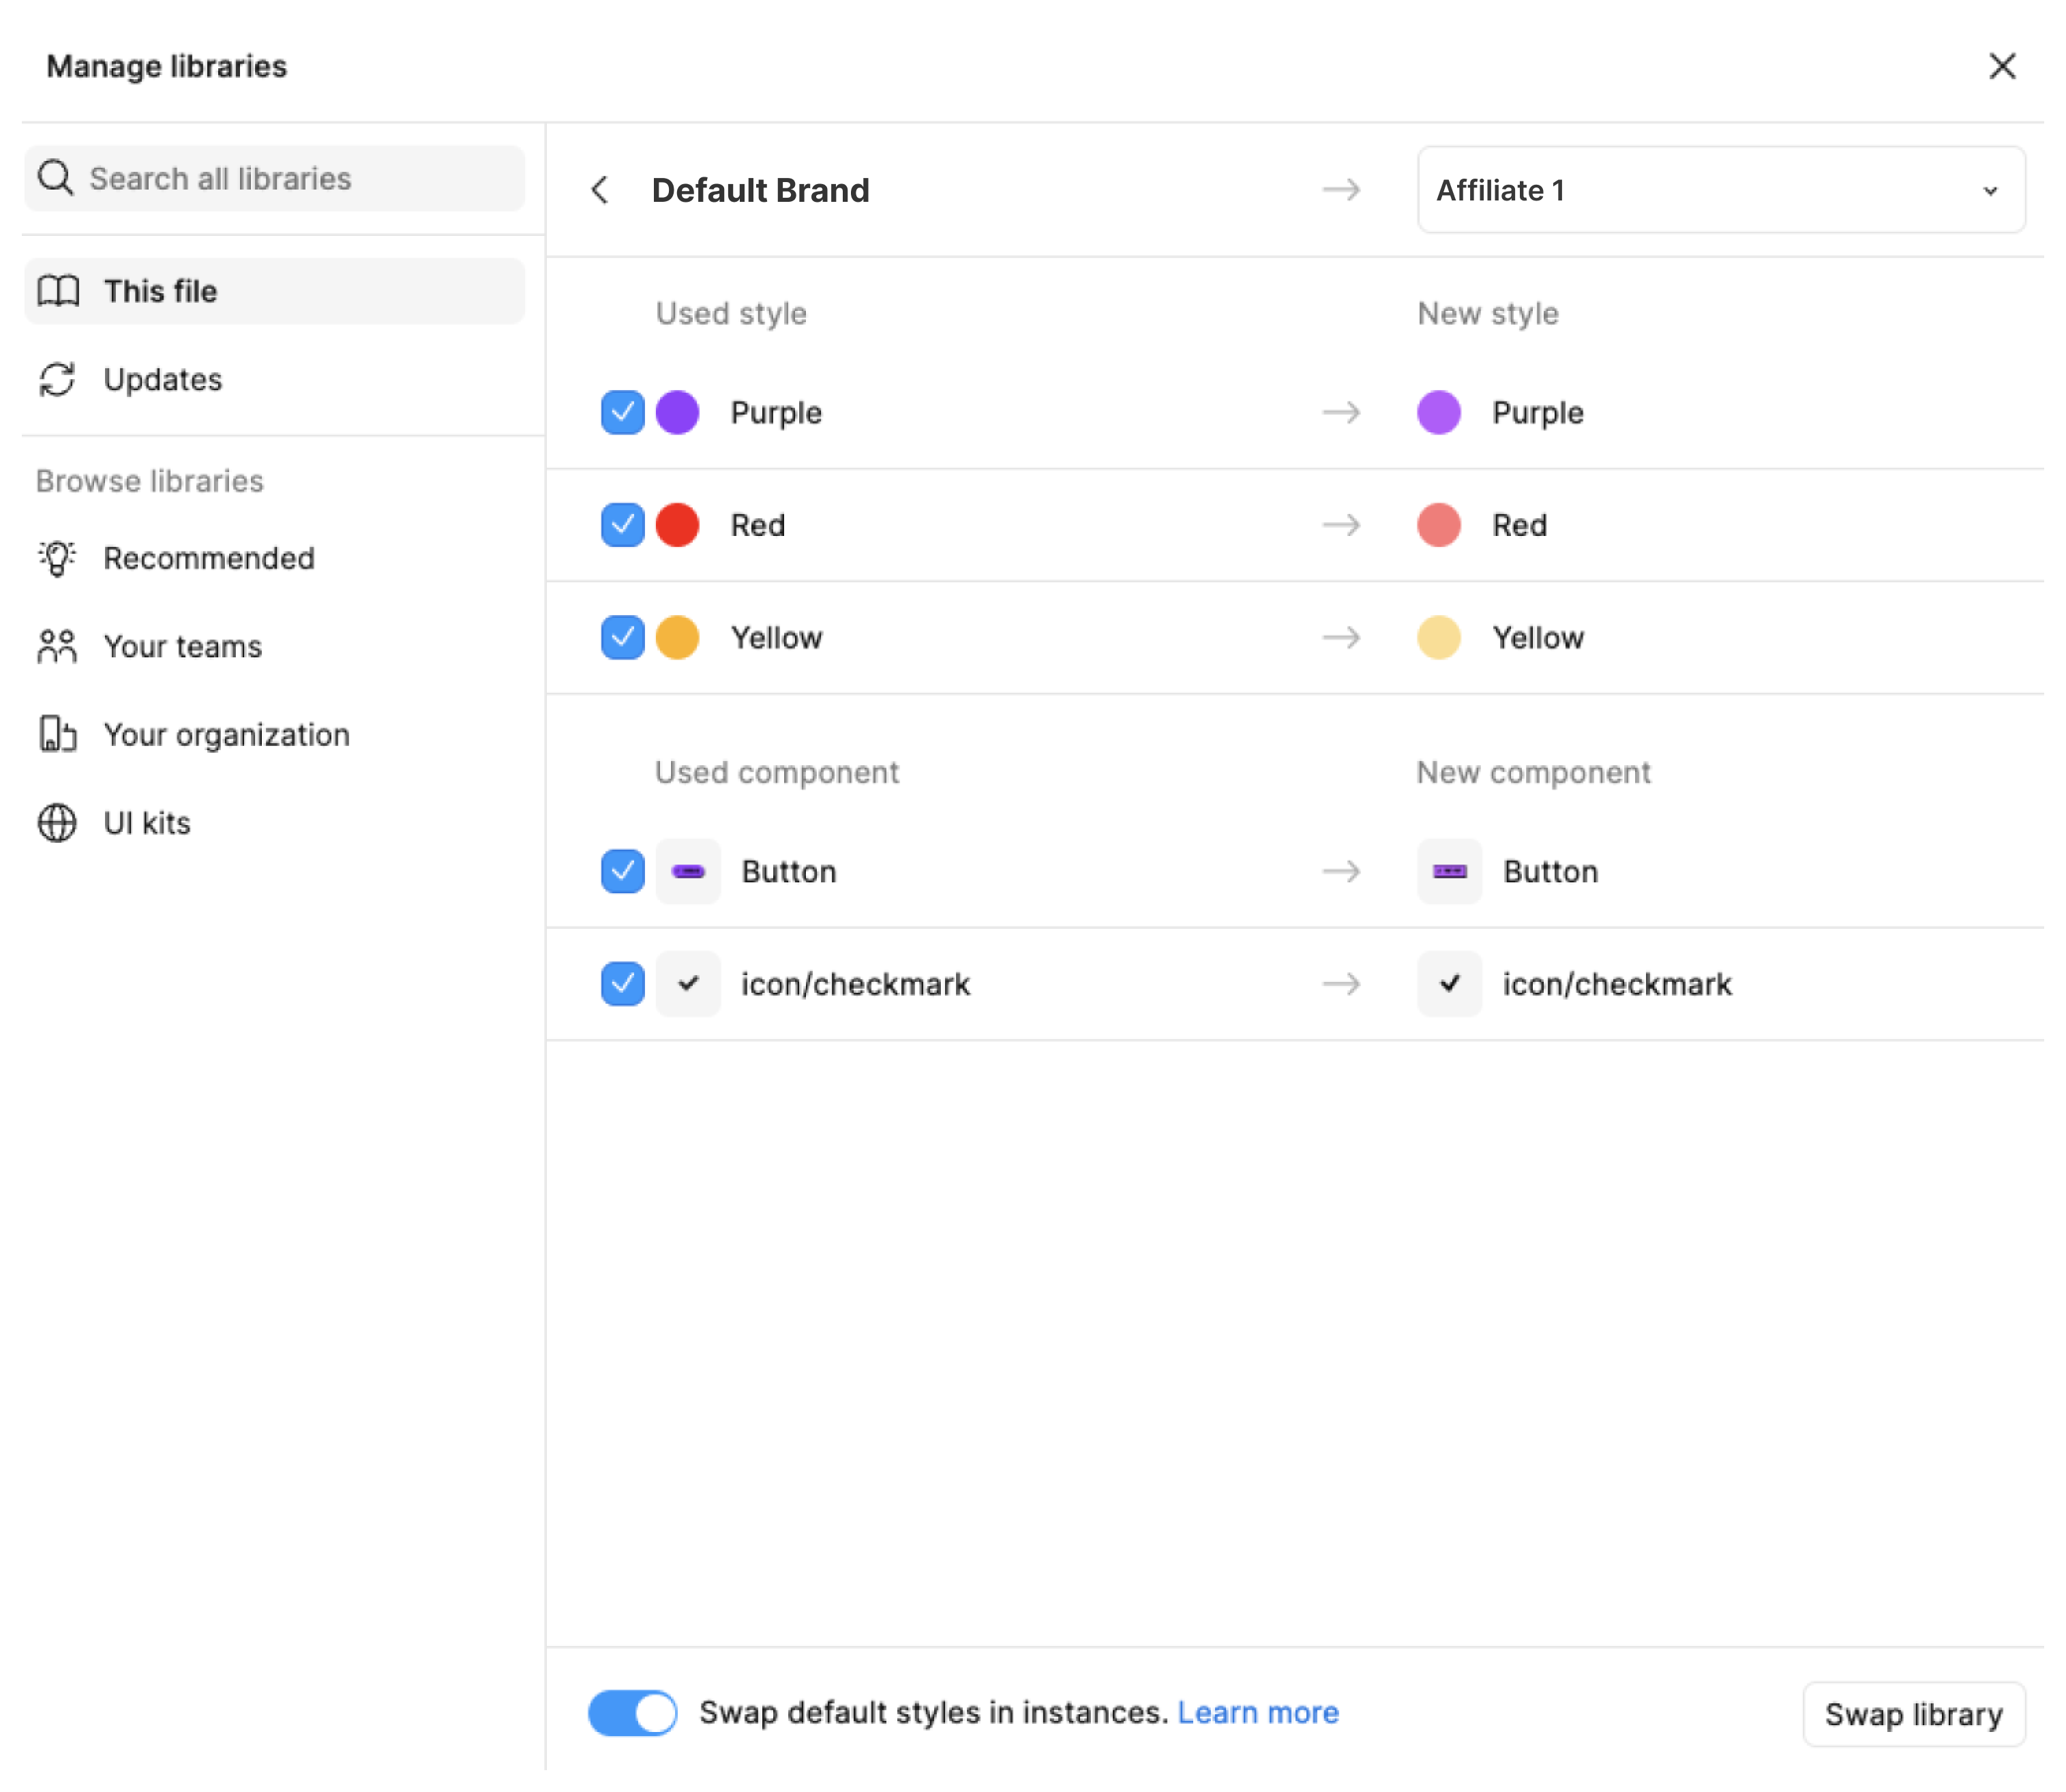 Manage libraries
Search all libraries
This file
Updates
Browse libraries
Recommended
Your teams
Your organization
UI kits
Default Brand
Affiliate 1
Used style
New style
Purple
Purple
Red
Red
Yellow
Yellow
Used component
New component
Button
Button
icon/checkmark
icon/checkmark
Swap default styles in instances. Learn more
Swap library